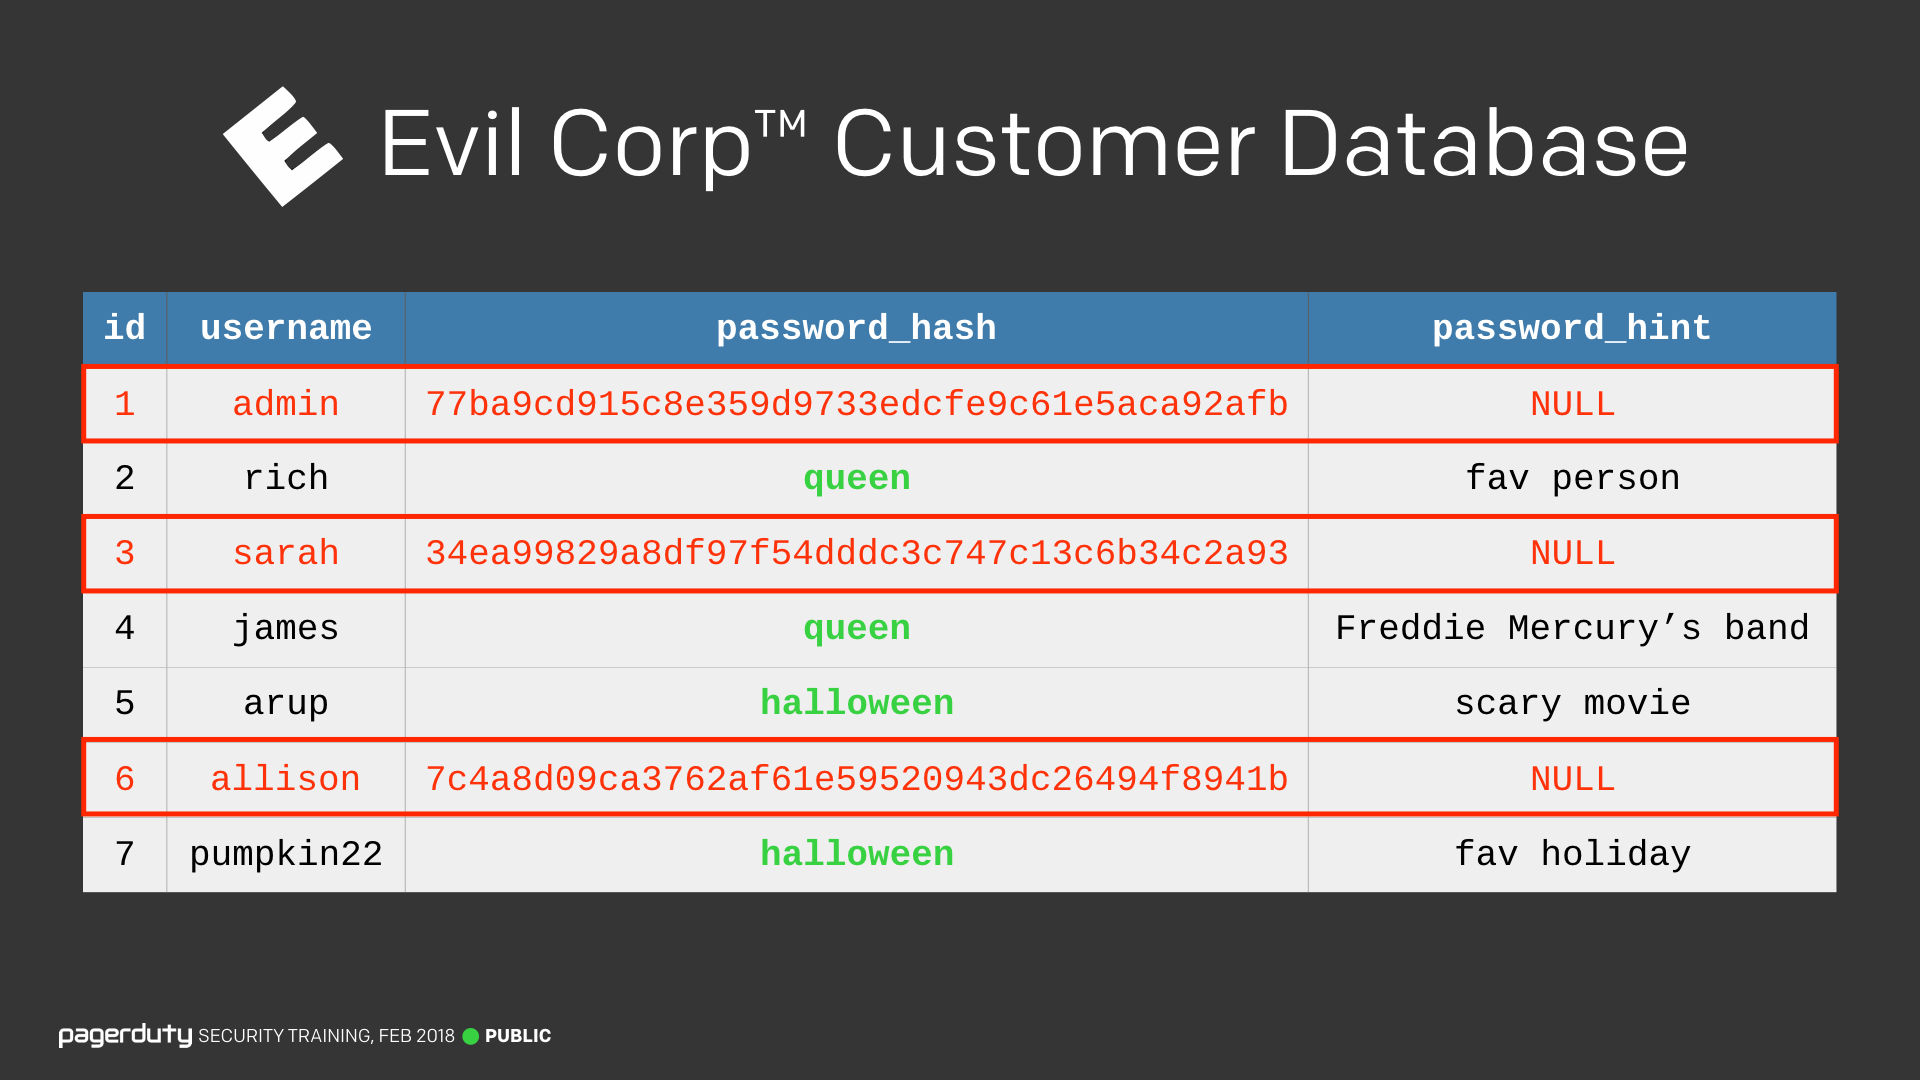 Evil Corp™ Customer Database
id username password_hash password_hint
1 admin 77ba9cd915c8e359d9733edcfe9c61e5aca92afb NULL
2 rich queen fav person
3 sarah 34ea99829a8df97f54dddc3c747c13c6b34c2a93 NULL
4 james queen Freddie Mercury’s band
5 arup halloween scary movie
6 allison 7c4a8d09ca3762af61e59520943dc26494f8941b NULL
7 pumpkin22 halloween fav holiday
pagerduty SECURITY TRAINING, FEB 2018 PUBLIC